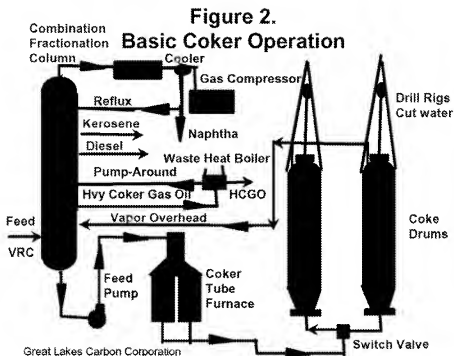 Figure 2.
Basic Coker Operation
Combination
Fractionation
Column
Cooler
Gas Compressor
Reflux
Naphtha
Kerosene
Diesel
Waste Heat Boiler
Pump-Around
Hvy Coker Gas Oil
HCGO
Vapor Overhead
Feed
VRC
Feed
Pump
Coker
Tube
Furnace
Drill Rigs
Cut water
Coke
Drums
Switch Valve
Great Lakes Carbon Corporation